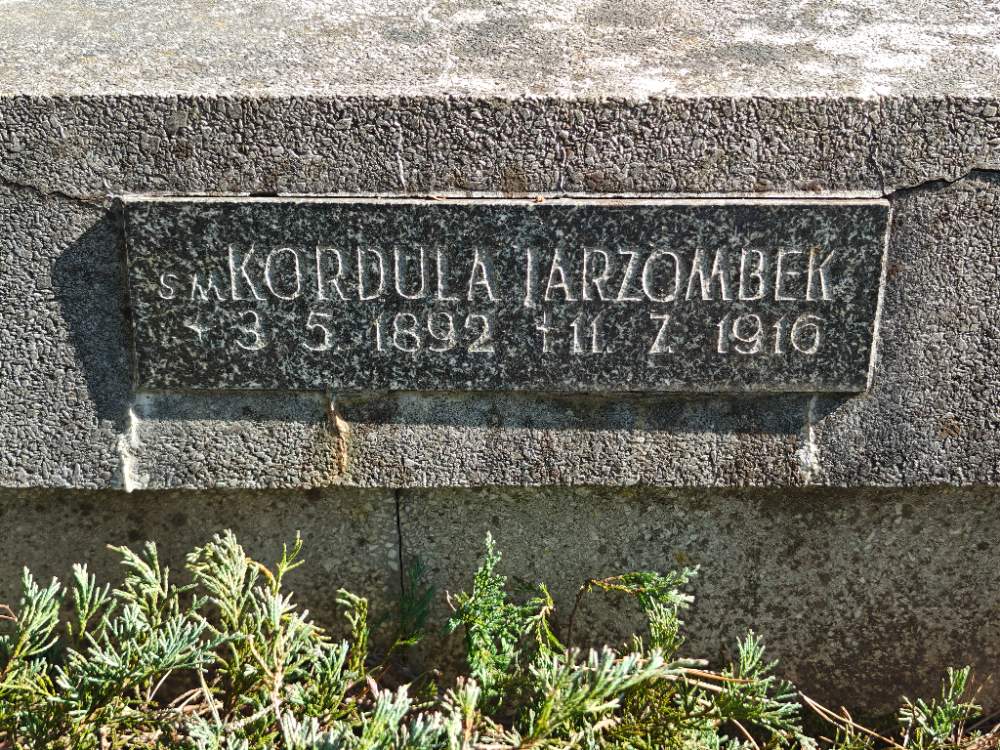 S.M. KORDULA JARZOMBEK
+ 3. 5. 1892 + 11. 7. 1916